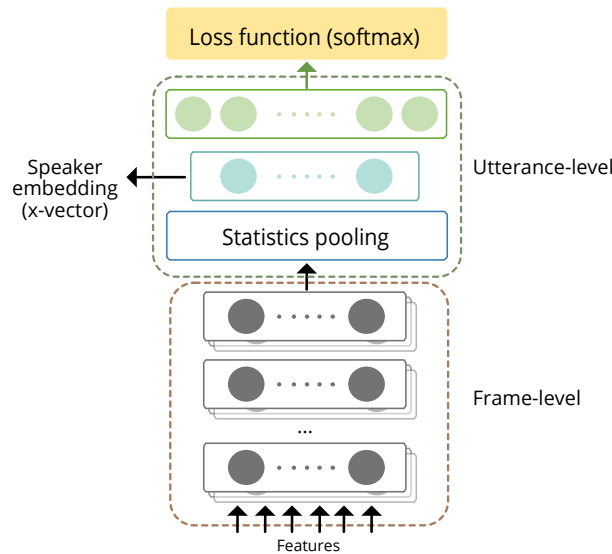 Loss function (softmax)
Speaker
embedding
(x-vector)
Utterance-level
Statistics pooling
Frame-level
...
Features